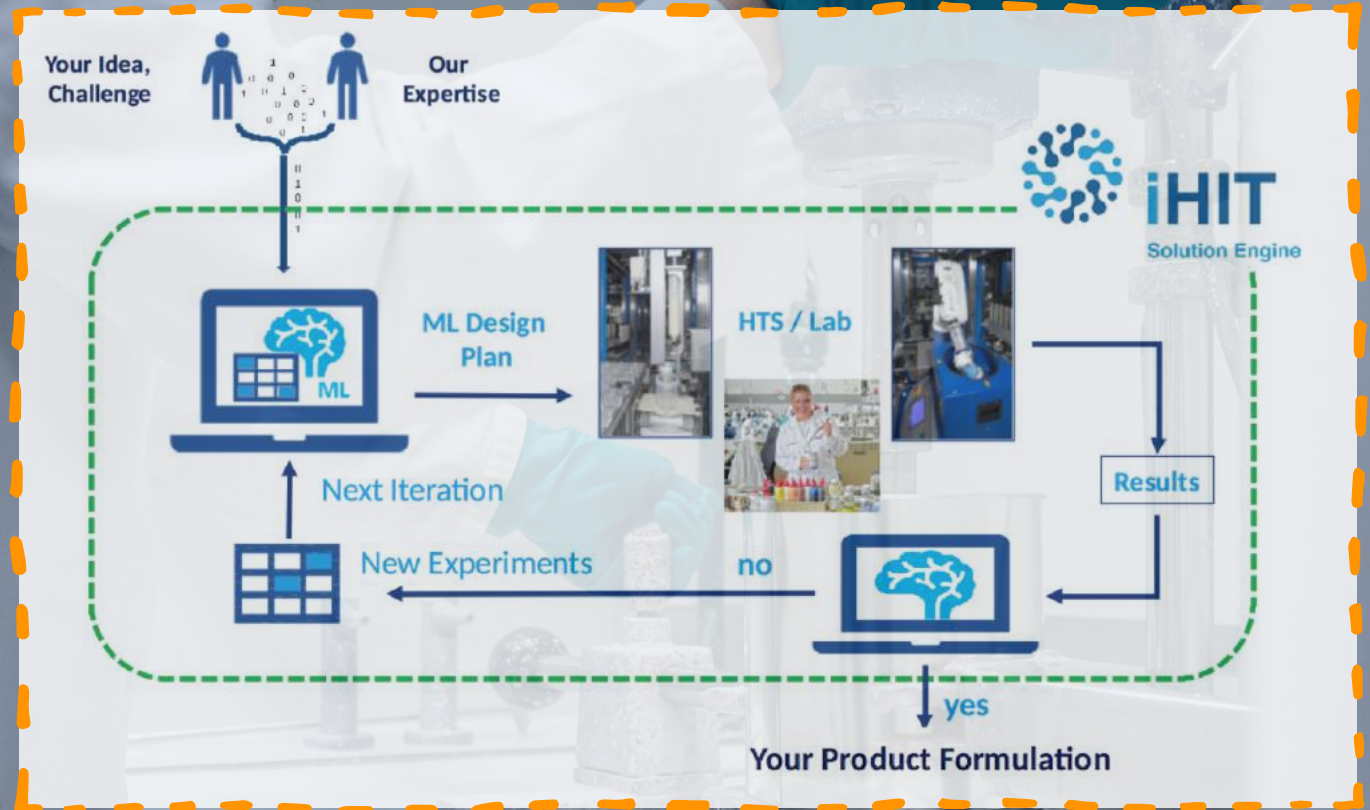 Your Idea,
Challenge
Our
Expertise
iHIT
Solution Engine
ML Design
Plan
HTS / Lab
ML
Results
Next Iteration
New Experiments
no
yes
Your Product Formulation